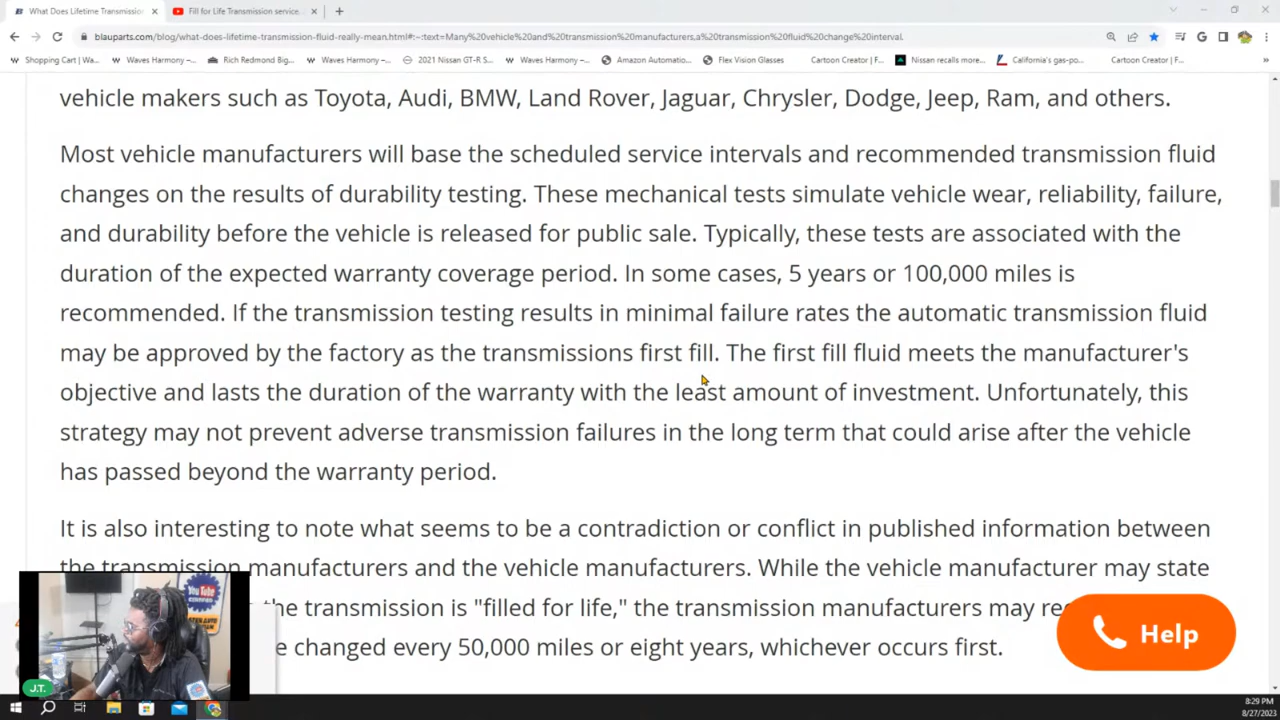 What Does Lifetime Transmission
Fill for Life Transmission service
blauparts.com/blog/what-does-lifetime-transmission-fluid-really-mean.html#:~:text=Many%20vehicle%20and%20transmission%20manufacturers,a%20transmission%20fluid%20change%20interval.
Shopping Cart | Wa...
Waves Harmony –...
Rich Redmond Big...
Waves Harmony –...
2021 Nissan GT-R S...
Waves Harmony –...
Amazon Automatio...
Flex Vision Glasses
Cartoon Creator | F...
Nissan recalls more...
California's gas-po...
Cartoon Creator | F...
vehicle makers such as Toyota, Audi, BMW, Land Rover, Jaguar, Chrysler, Dodge, Jeep, Ram, and others.
Most vehicle manufacturers will base the scheduled service intervals and recommended transmission fluid
changes on the results of durability testing. These mechanical tests simulate vehicle wear, reliability, failure,
and durability before the vehicle is released for public sale. Typically, these tests are associated with the
duration of the expected warranty coverage period. In some cases, 5 years or 100,000 miles is
recommended. If the transmission testing results in minimal failure rates the automatic transmission fluid
may be approved by the factory as the transmissions first fill. The first fill fluid meets the manufacturer's
objective and lasts the duration of the warranty with the least amount of investment. Unfortunately, this
strategy may not prevent adverse transmission failures in the long term that could arise after the vehicle
has passed beyond the warranty period.
It is also interesting to note what seems to be a contradiction or conflict in published information between
the transmission manufacturers and the vehicle manufacturers. While the vehicle manufacturer may state
the transmission is "filled for life," the transmission manufacturers may
changed every 50,000 miles or eight years, whichever occurs first.
Help
You Tube
J.T.
8:29 PM
8/27/2023